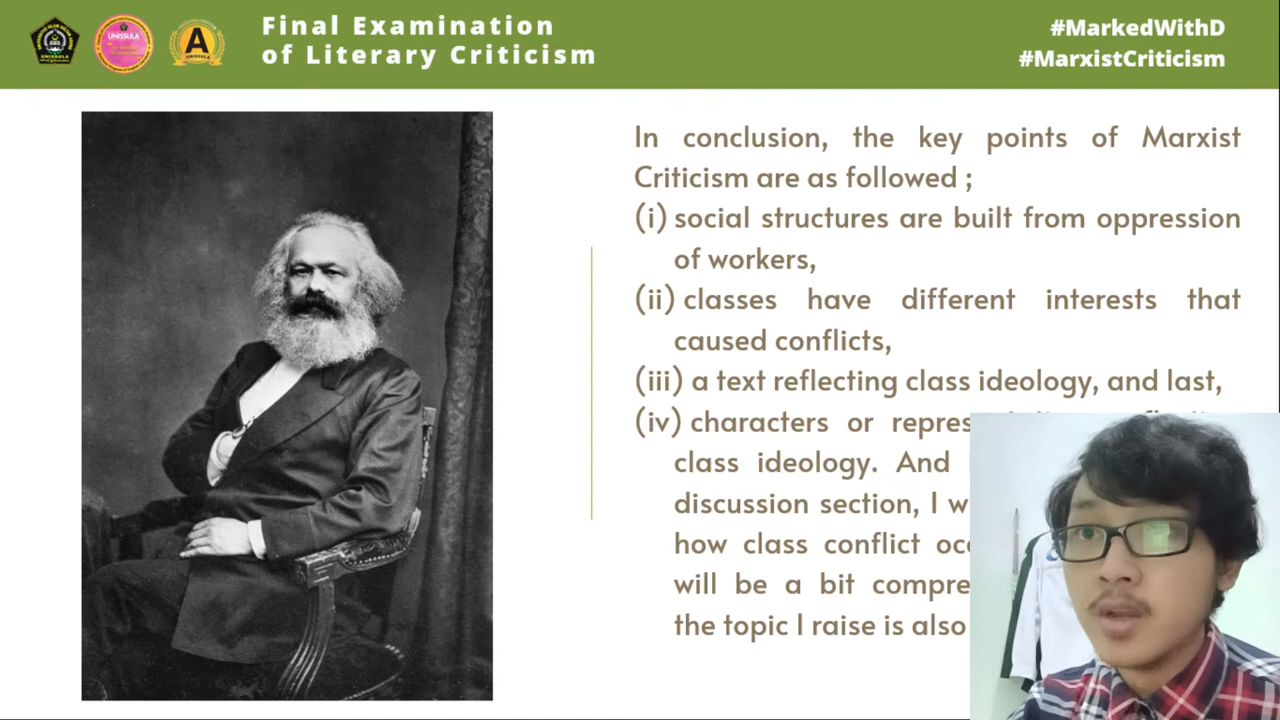 Final Examination
of Literary Criticism
#MarkedWithD
#MarxistCriticism
UNISSULA
UNISSULA
A
UNISSULA
In conclusion, the key points of Marxist
Criticism are as followed ;
(i) social structures are built from oppression
of workers,
(ii) classes have different interests that
caused conflicts,
(iii) a text reflecting class ideology, and last,
(iv) characters or
class ideology. And
discussion section, I
how class conflict
will be a bit
the topic I raise is also